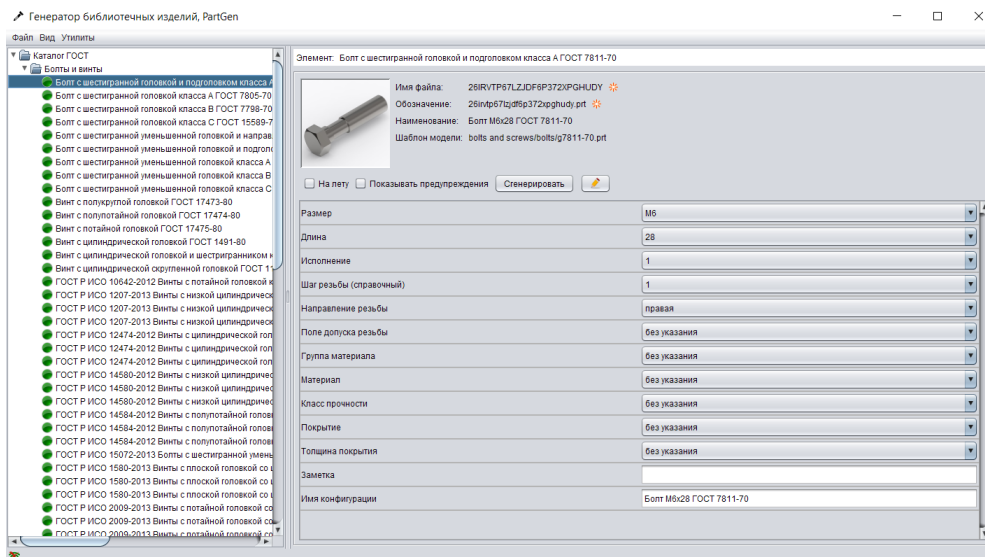 Генератор библиотечных изделий, PartGen
Файл Вид Утилиты
Каталог ГОСТ
Болты и винты
Болт с шестигранной головкой и подголовком класса А
Болт с шестигранной головкой класса А ГОСТ 7805-70
Болт с шестигранной головкой класса В ГОСТ 7798-70
Болт с шестигранной головкой класса С ГОСТ 15589-7
Болт с шестигранной уменьшенной головкой и направ
Болт с шестигранной уменьшенной головкой и подголо
Болт с шестигранной уменьшенной головкой класса А
Болт с шестигранной уменьшенной головкой класса В
Болт с шестигранной уменьшенной головкой класса С
Винт с полукруглой головкой ГОСТ 17473-80
Винт с полупотайной головкой ГОСТ 17474-80
Винт с потайной головкой ГОСТ 17475-80
Винт с цилиндрической головкой ГОСТ 1491-80
Винт с цилиндрической головкой и шестригранником к
Винт с цилиндрической скругленной головкой ГОСТ 11
ГОСТ Р ИСО 10642-2012 Винты с потайной головкой к
ГОСТ Р ИСО 1207-2013 Винты с низкой цилиндрическ
ГОСТ Р ИСО 1207-2013 Винты с низкой цилиндрическ
ГОСТ Р ИСО 1207-2013 Винты с низкой цилиндрическ
ГОСТ Р ИСО 12474-2012 Винты с цилиндрической гол
ГОСТ Р ИСО 12474-2012 Винты с цилиндрической гол
ГОСТ Р ИСО 12474-2012 Винты с цилиндрической гол
ГОСТ Р ИСО 14580-2012 Винты с низкой цилиндричес
ГОСТ Р ИСО 14580-2012 Винты с низкой цилиндричес
ГОСТ Р ИСО 14580-2012 Винты с низкой цилиндричес
ГОСТ Р ИСО 14584-2012 Винты с полупотайной голов
ГОСТ Р ИСО 14584-2012 Винты с полупотайной голов
ГОСТ Р ИСО 14584-2012 Винты с полупотайной голов
ГОСТ Р ИСО 15072-2013 Болты с шестигранной умень
ГОСТ Р ИСО 1580-2013 Винты с плоской головкой со ш
ГОСТ Р ИСО 1580-2013 Винты с плоской головкой со ш
ГОСТ Р ИСО 1580-2013 Винты с плоской головкой со ш
ГОСТ Р ИСО 2009-2013 Винты с потайной головкой со
ГОСТ Р ИСО 2009-2013 Винты с потайной головкой со
ГОСТ Р ИСО 2009-2013 Винты с потайной головкой со
Элемент: Болт с шестигранной головкой и подголовком класса А ГОСТ 7811-70
Имя файла: 26IRVTP67LZJDF6P372XPGHUDY
Обозначение: 26irvtp67lzjdf6p372xpghudy.prt
Наименование: Болт М6х28 ГОСТ 7811-70
Шаблон модели: bolts and screws/bolts/g7811-70.prt
На лету Показывать предупреждения Сгенерировать
Размер М6
Длина 28
Исполнение 1
Шаг резьбы (справочный) 1
Направление резьбы правая
Поле допуска резьбы без указания
Группа материала без указания
Материал без указания
Класс прочности без указания
Покрытие без указания
Толщина покрытия без указания
Заметка
Имя конфигурации Болт М6х28 ГОСТ 7811-70